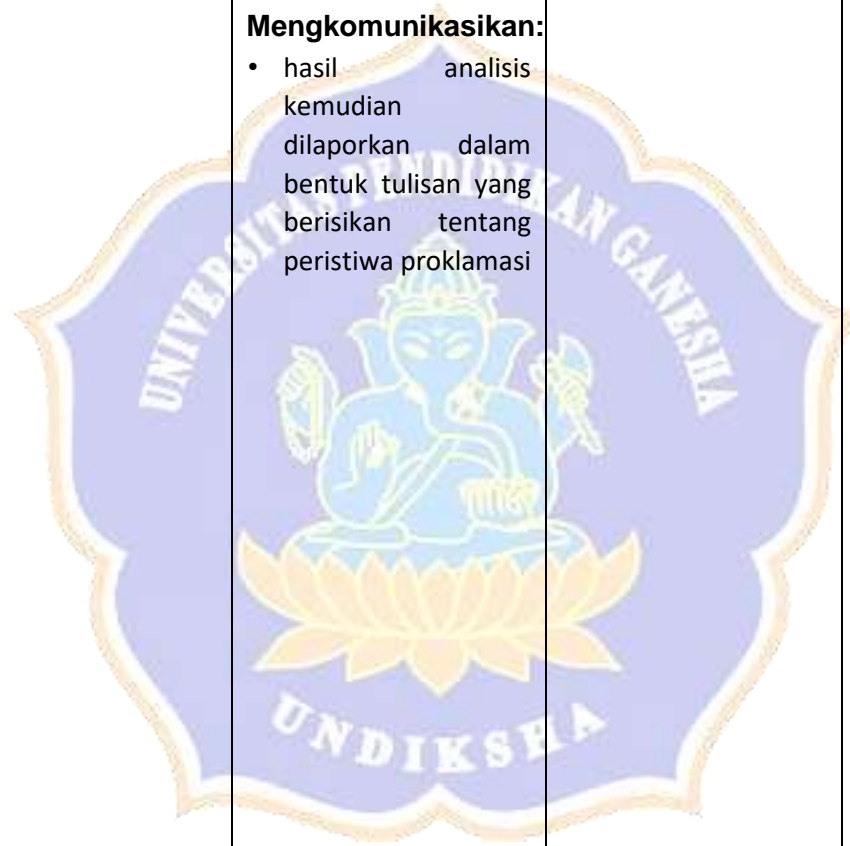 Mengkomunikasikan:
• hasil analisis
kemudian
dilaporkan dalam
bentuk tulisan yang
berisikan tentang
peristiwa proklamasi
UNIVERSITAS PENDIDIKAN GANESHA
UNDIKSHA